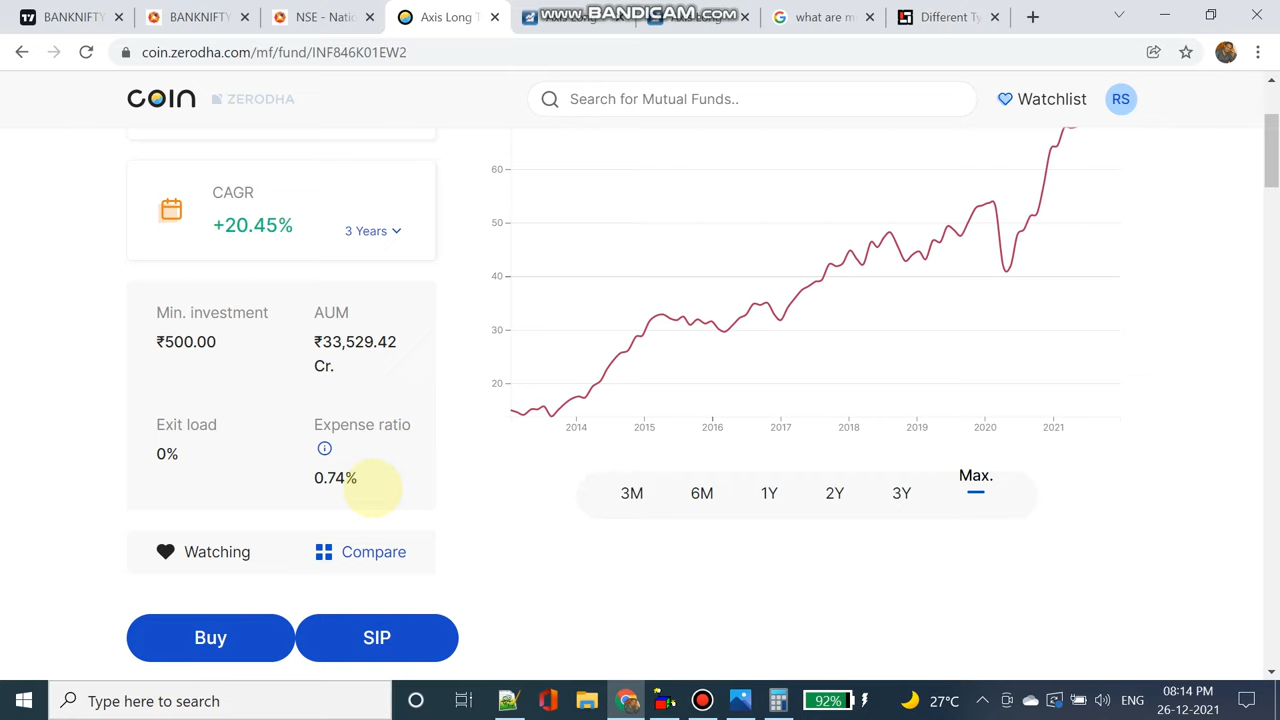 BANKNIFTY
BANKNIFTY
NSE - Natio
Axis Long T
www.BANDICAM.com
what are m
Different Ty
coin.zerodha.com/mf/fund/INF846K01EW2
coin
ZERODHA
Search for Mutual Funds..
Watchlist
RS
CAGR
+20.45%
3 Years
Min. investment
AUM
₹500.00
₹33,529.42
Cr.
Exit load
Expense ratio
0%
0.74%
Watching
Compare
Buy
SIP
60
50
40
30
20
2014 2015 2016 2017 2018 2019 2020 2021
3M 6M 1Y 2Y 3Y Max.
Type here to search
92%
27°C
ENG
08:14 PM
26-12-2021